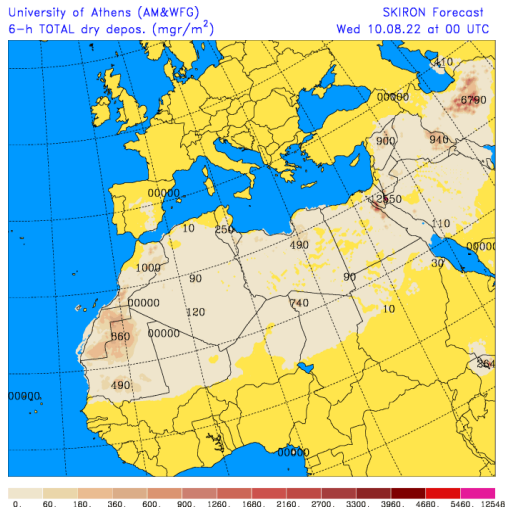 University of Athens (AM&WFG) SKIRON Forecast
6-h TOTAL dry depos. (mgr/m²) Wed 10.08.22 at 00 UTC
410
00000 6790
900 940
00000 12550
10 250 490 110 00000
1000 90 90 30
00000 120 740 10
860 00000
490 264
00900
00000
0. 60. 160. 360. 600. 900. 1260. 1680. 2160. 2700. 3300. 3960. 4680. 5460. 12548